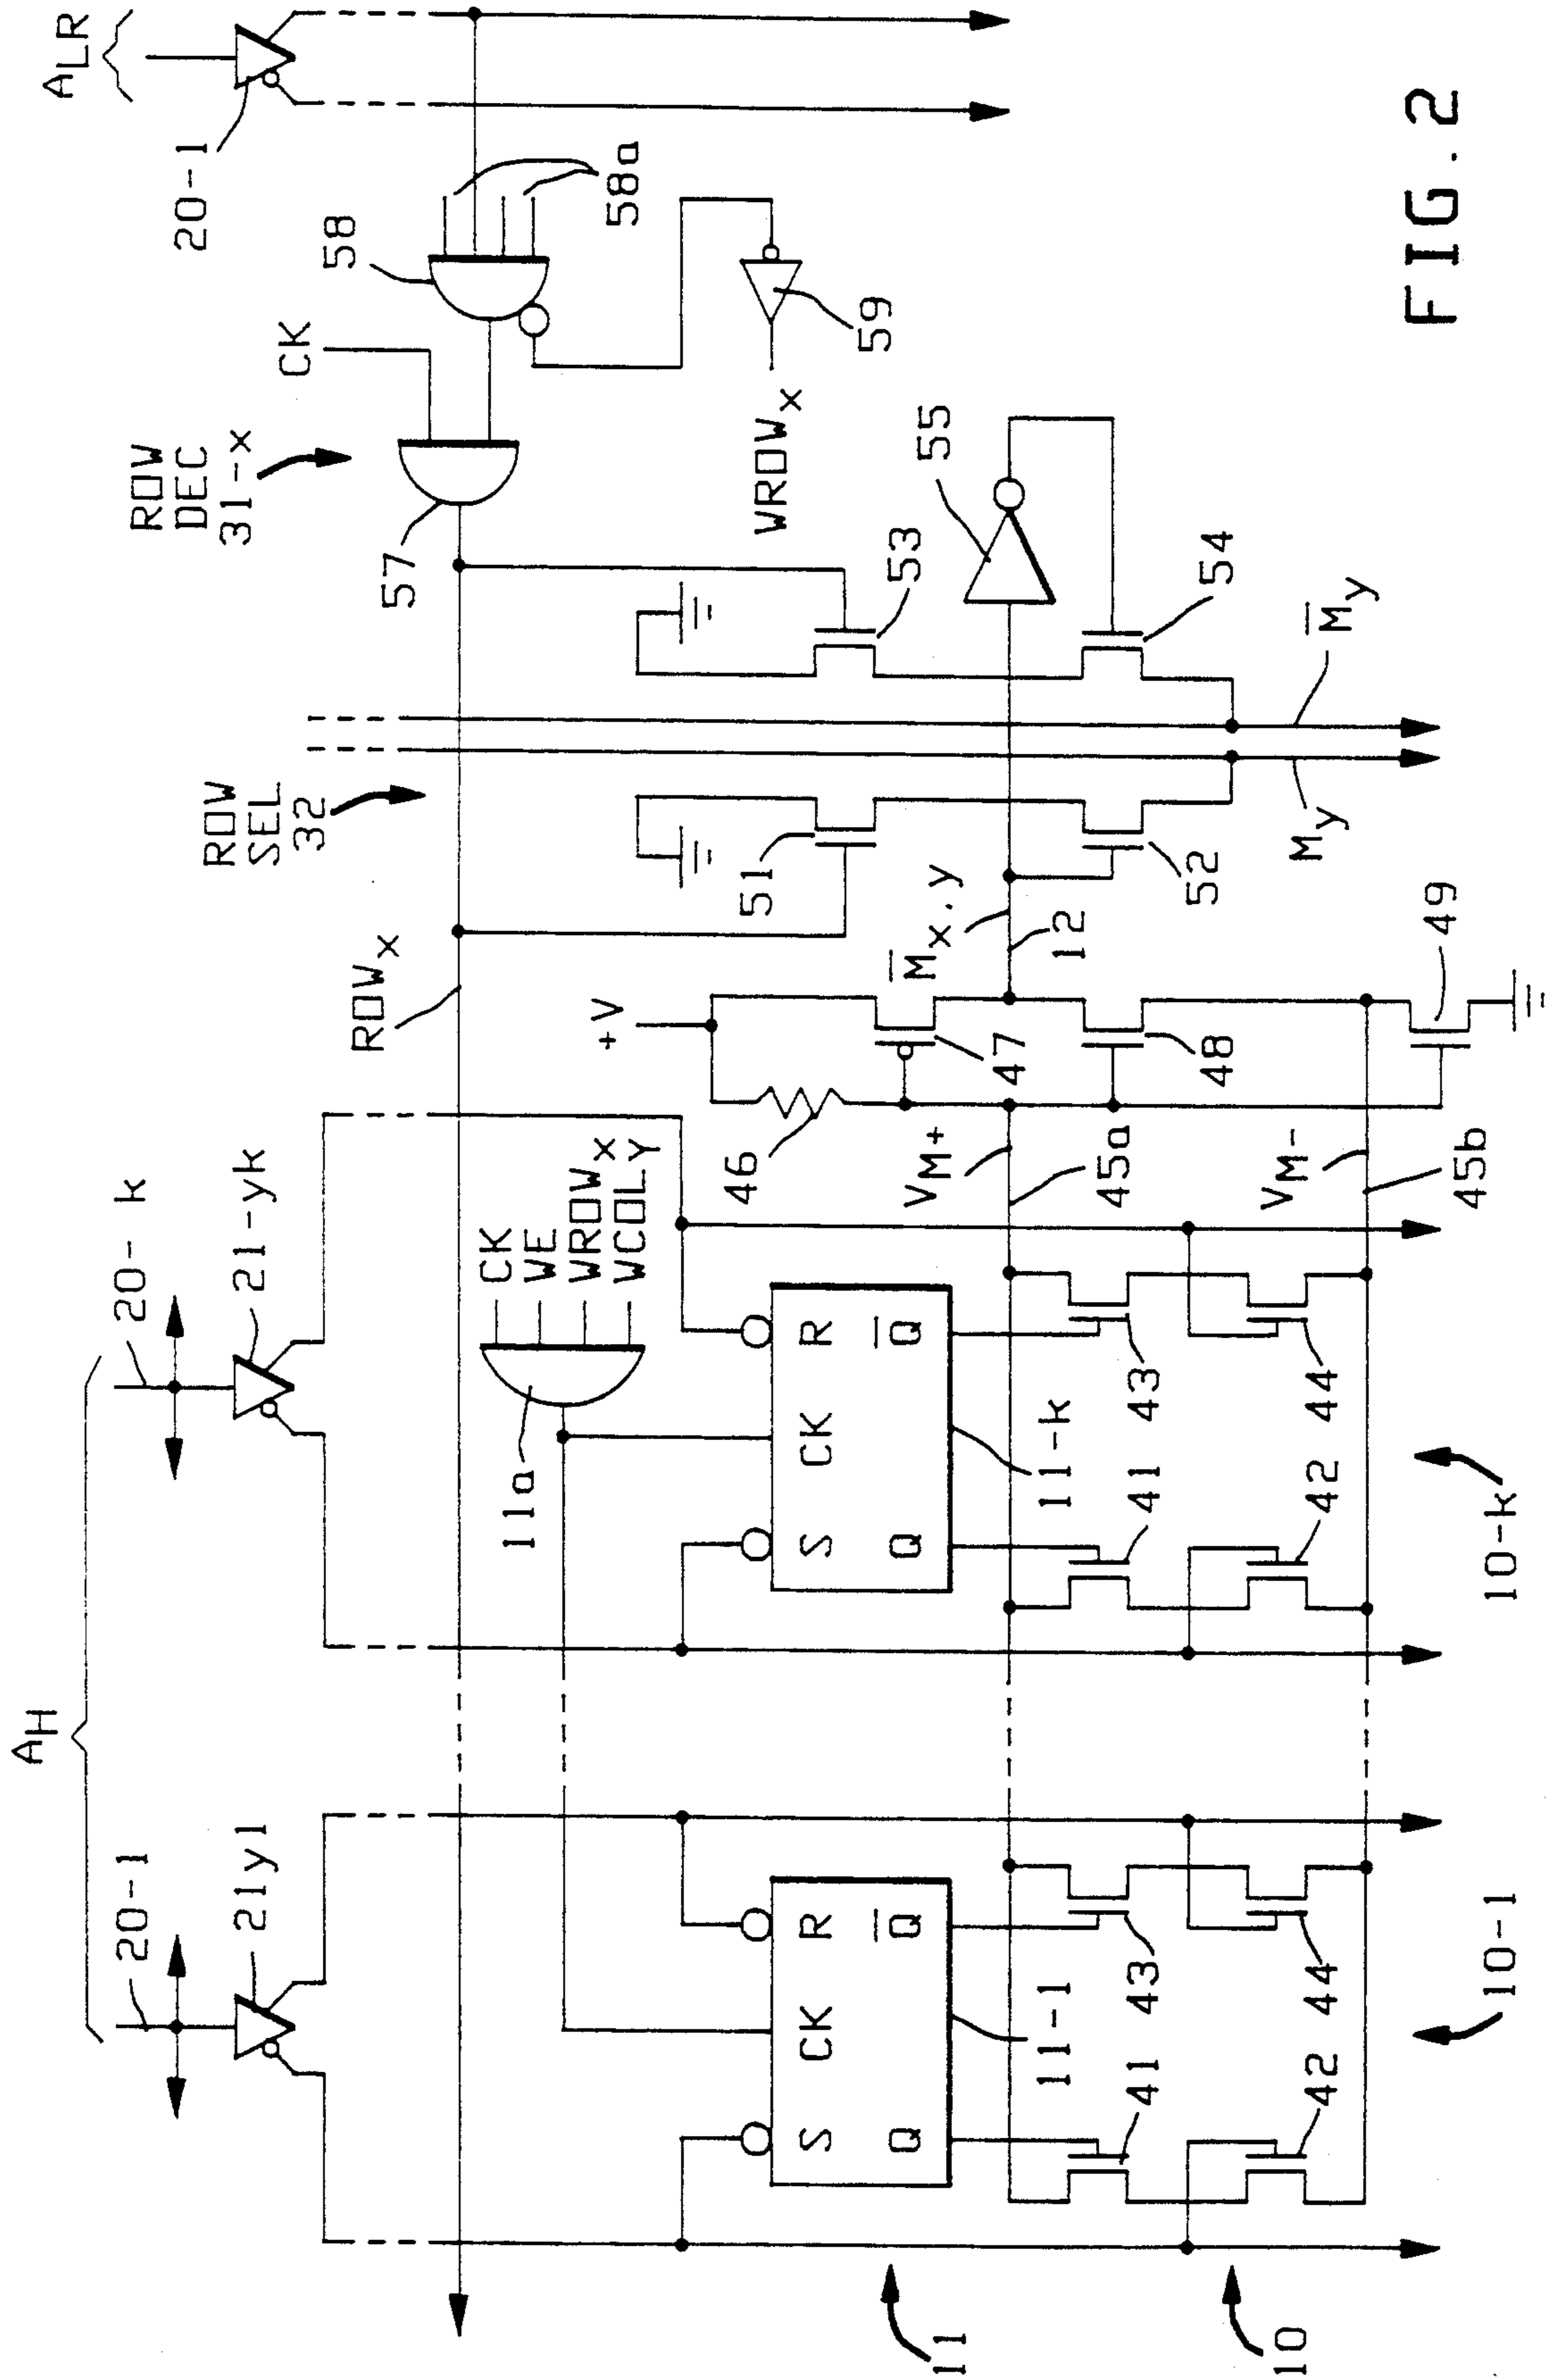 A_H
20-1
21y1
20-k
21-yk
A_LR
20-1
ROW_X
ROW
SEL
32
ROW
DEC
31-x
57
CK
58
58a
59
WROW_X
11a
CK
WE
WROW_X
WCOLY
11
S
CK
R
Q
Q̅
11-1
S
CK
R
Q
Q̅
11-k
46
+V
47
M̅_x.y
12
51
53
55
V_M+
45a
48
52
54
41
43
41
43
10
42
44
42
44
V_M-
45b
49
M_y
M̅_y
10-1
10-k
FIG.2